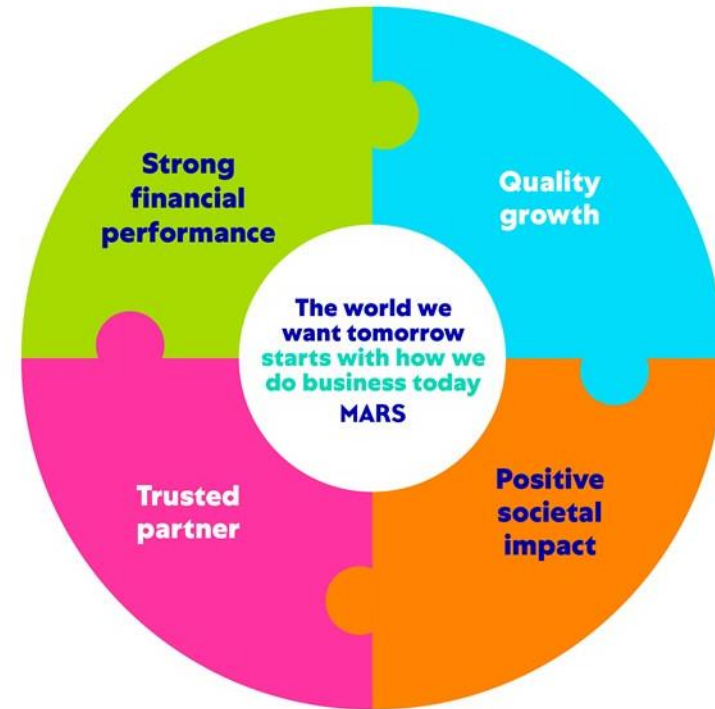 Strong
financial
performance
Quality
growth
The world we
want tomorrow
starts with how we
do business today
MARS
Trusted
partner
Positive
societal
impact